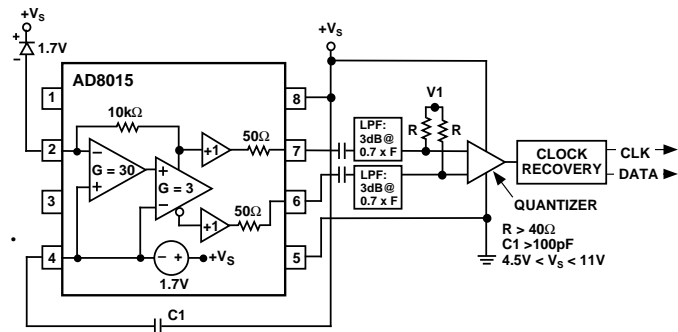 +VS
+
1.7V
−
+VS
AD8015
1
8
10kΩ
50Ω
+1
2
7
−
G = 30
+
+
G = 3
−
50Ω
+1
3
6
4
5
− +
+VS
1.7V
C1
LPF:
3dB@
0.7 x F
LPF:
3dB@
0.7 x F
V1
R
R
CLOCK
RECOVERY
CLK
DATA
QUANTIZER
R > 40Ω
C1 >100pF
4.5V < VS < 11V